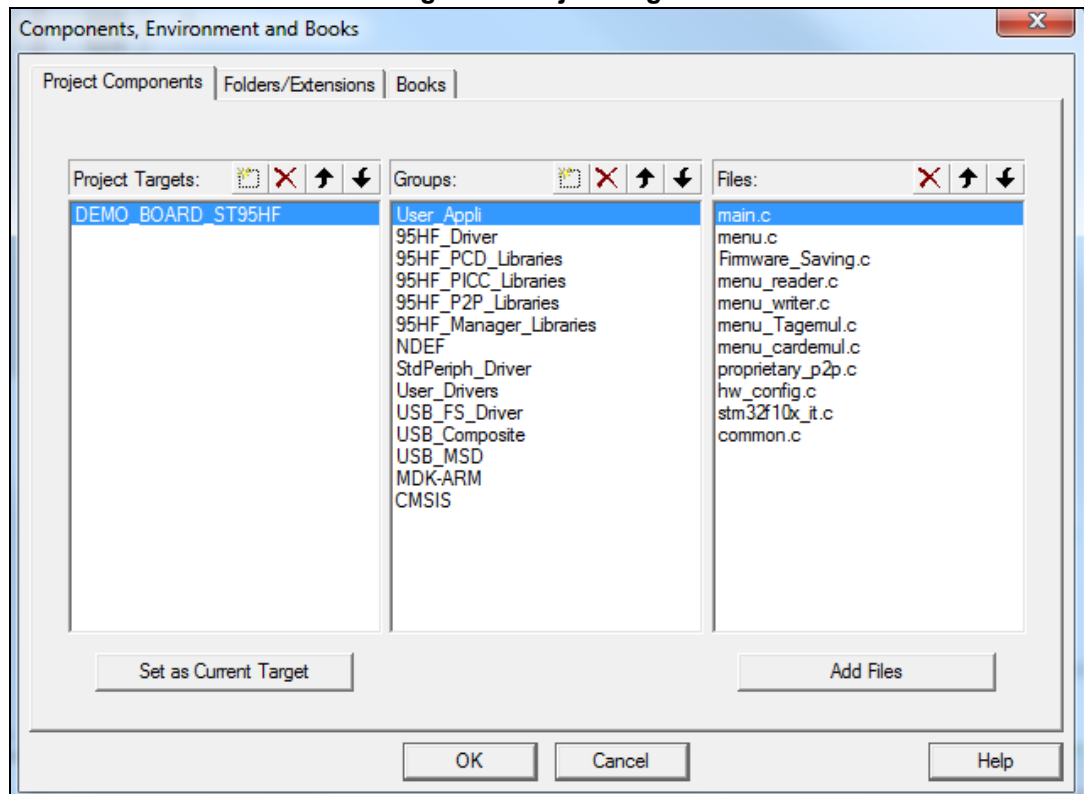 Components, Environment and Books
Project Components
Folders/Extensions
Books
Project Targets:
DEMO_BOARD_ST95HF
Set as Current Target
Groups:
User_Appli
95HF_Driver
95HF_PCD_Libraries
95HF_PICC_Libraries
95HF_P2P_Libraries
95HF_Manager_Libraries
NDEF
StdPeriph_Driver
User_Drivers
USB_FS_Driver
USB_Composite
USB_MSD
MDK-ARM
CMSIS
Files:
main.c
menu.c
Firmware_Saving.c
menu_reader.c
menu_writer.c
menu_Tagemul.c
menu_cardemul.c
proprietary_p2p.c
hw_config.c
stm32f10x_it.c
common.c
Add Files
OK
Cancel
Help